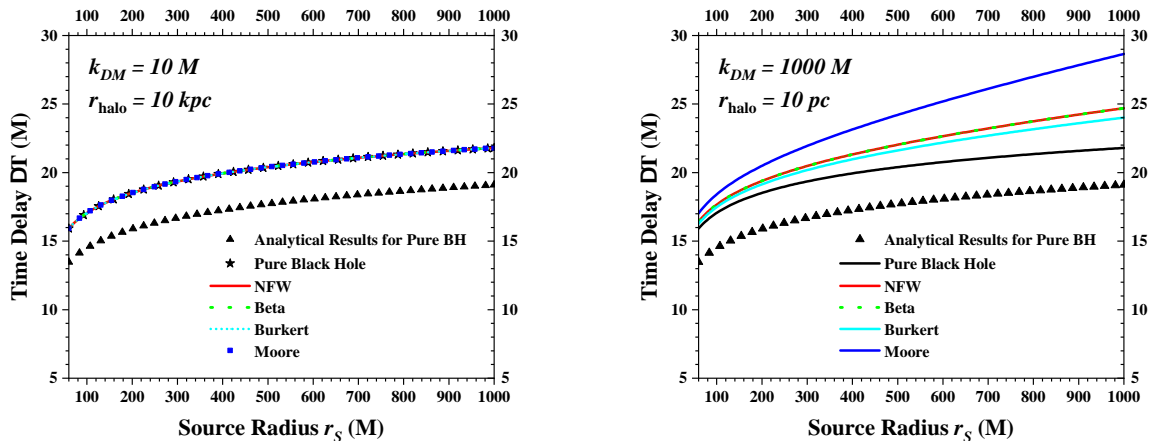 100 200 300 400 500 600 700 800 900 1000
30 30
k_DM = 10 M
r_halo = 10 kpc
25 25
20 20
15 15
10 10
5 5
Time Delay DT (M)
Analytical Results for Pure BH
Pure Black Hole
NFW
Beta
Burkert
Moore
100 200 300 400 500 600 700 800 900 1000
Source Radius r_S (M)
100 200 300 400 500 600 700 800 900 1000
30 30
k_DM = 1000 M
r_halo = 10 pc
25 25
20 20
15 15
10 10
5 5
Time Delay DT (M)
Analytical Results for Pure BH
Pure Black Hole
NFW
Beta
Burkert
Moore
100 200 300 400 500 600 700 800 900 1000
Source Radius r_S (M)